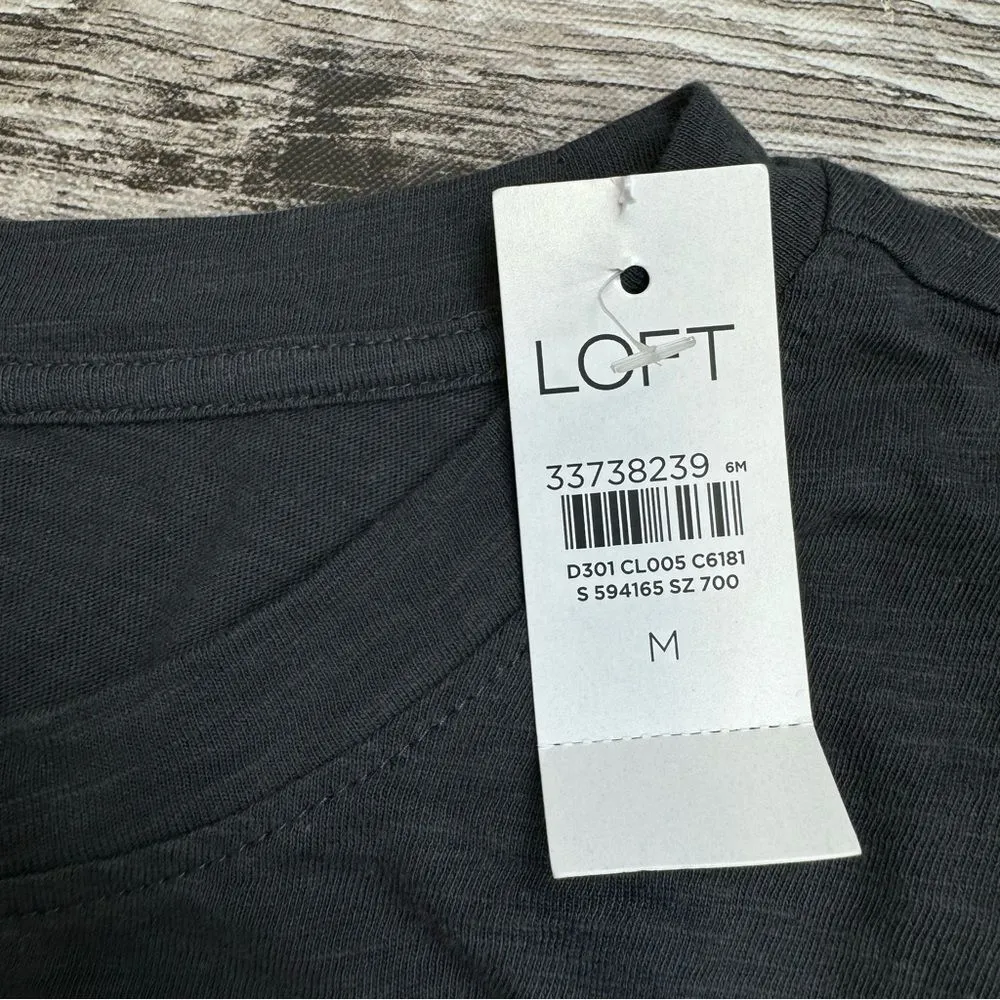 LOFT
33738239 6M
D301 CL005 C6181
S 594165 SZ 700
M